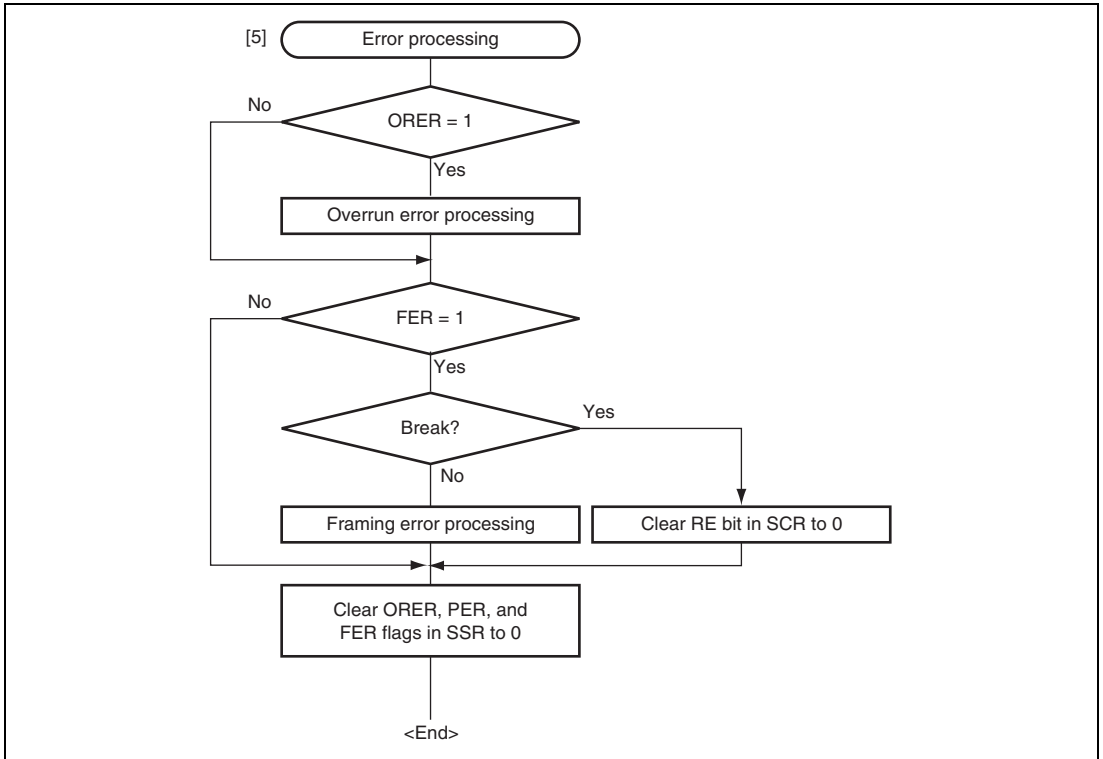 [5] Error processing
No
ORER = 1
Yes
Overrun error processing
No
FER = 1
Yes
Break?
Yes
No
Framing error processing
Clear RE bit in SCR to 0
Clear ORER, PER, and
FER flags in SSR to 0
<End>